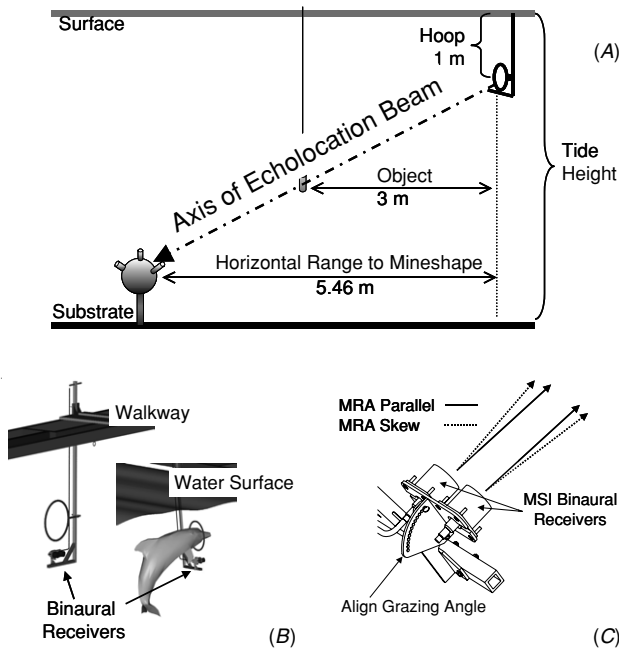 Surface
Hoop
1 m
(A)
Axis of Echolocation Beam
Tide
Height
Object
3 m
Horizontal Range to Mineshape
5.46 m
Substrate
Walkway
Water Surface
Binaural
Receivers
(B)
MRA Parallel
MRA Skew
MSI Binaural
Receivers
Align Grazing Angle
(C)